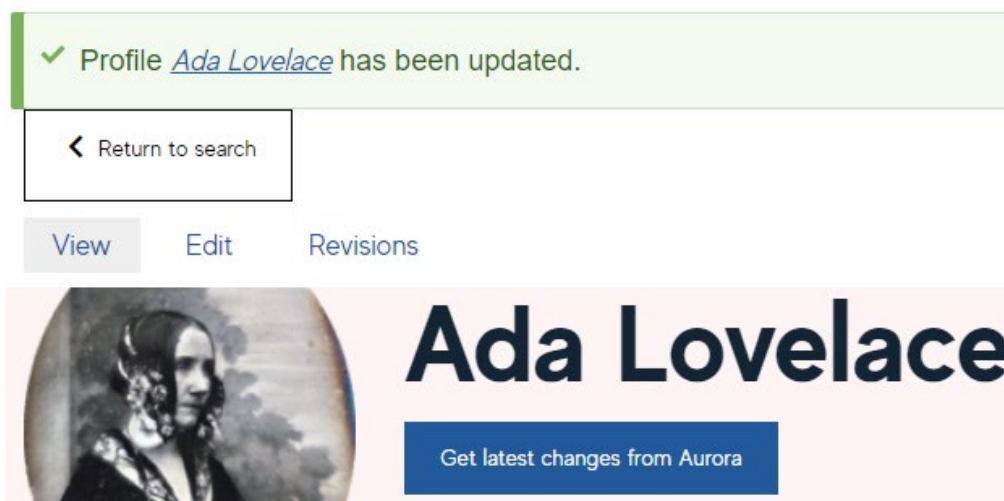 Profile Ada Lovelace has been updated.
Return to search
View Edit Revisions
Ada Lovelace
Get latest changes from Aurora